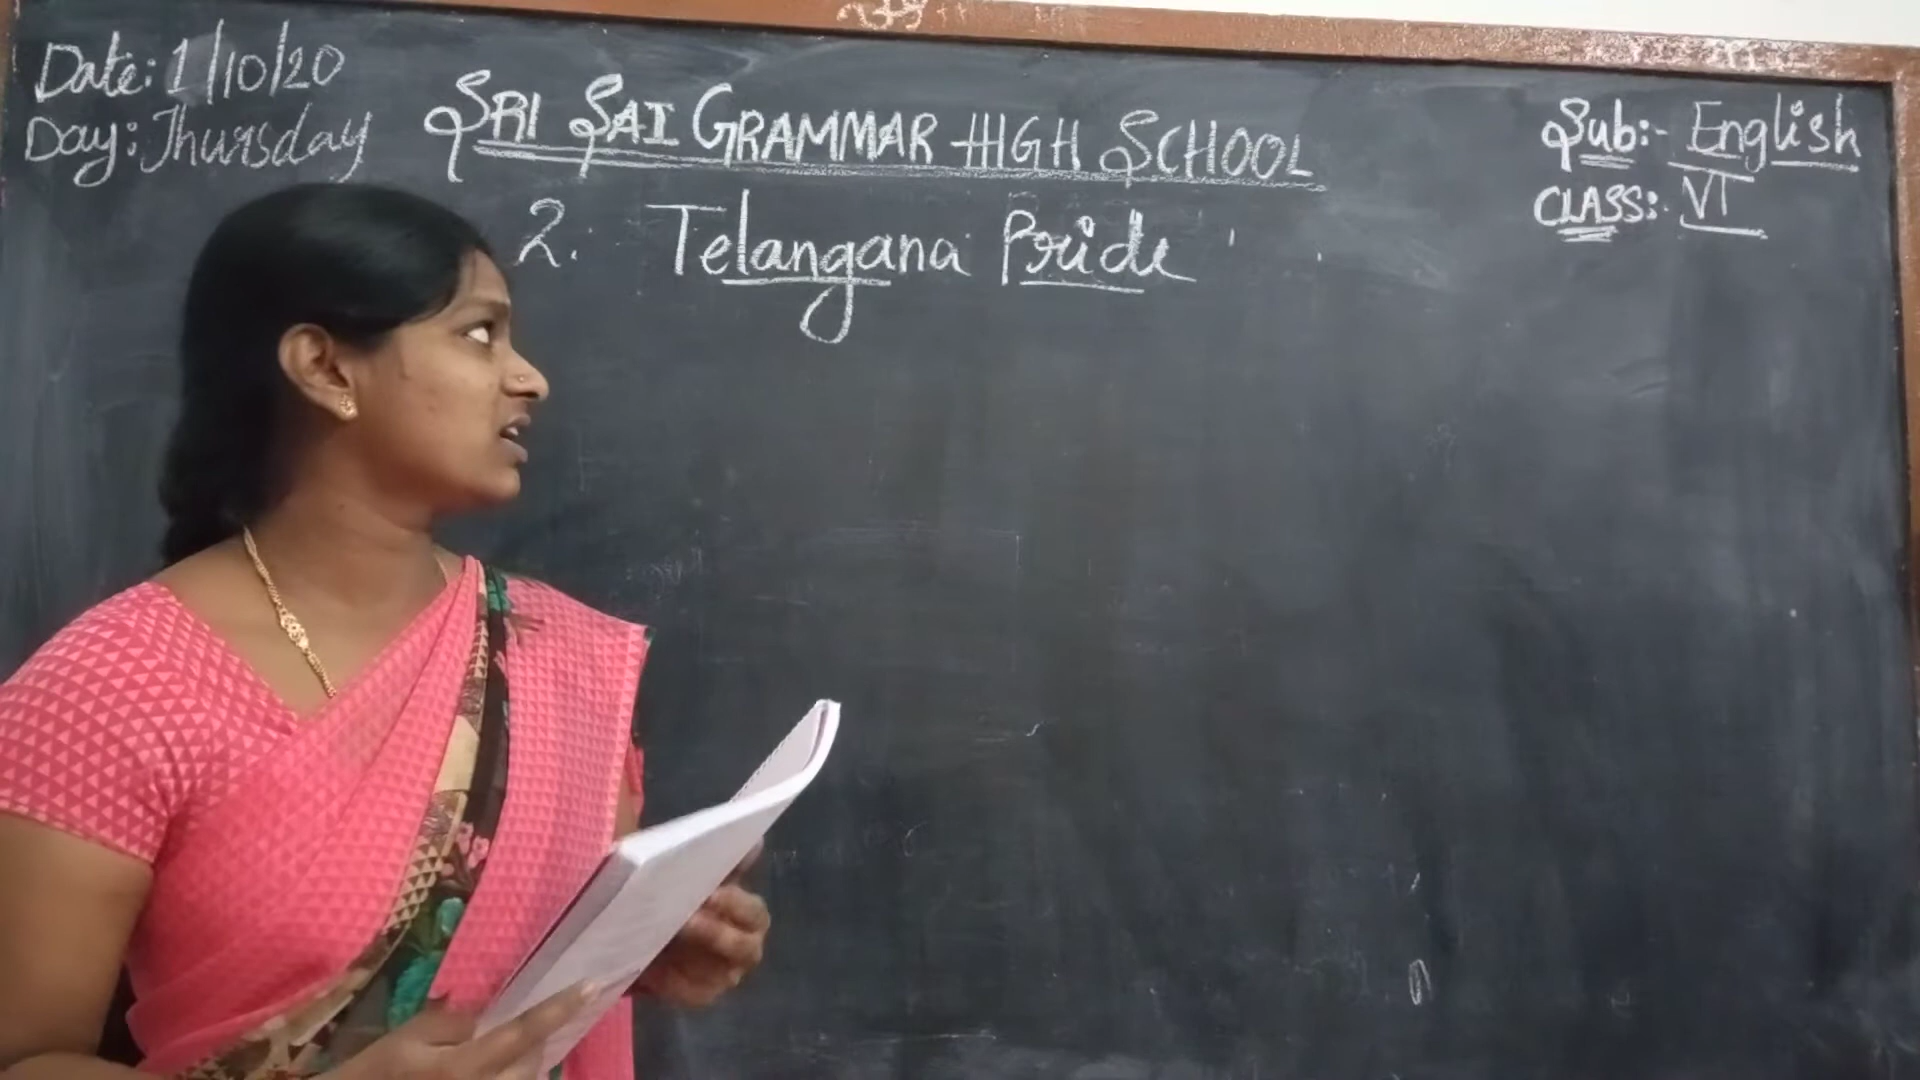 Date: 1/10/20
Day: Thursday
SRI SAI GRAMMAR HIGH SCHOOL
Sub:- English
CLASS:- VI
2. Telangana Pride